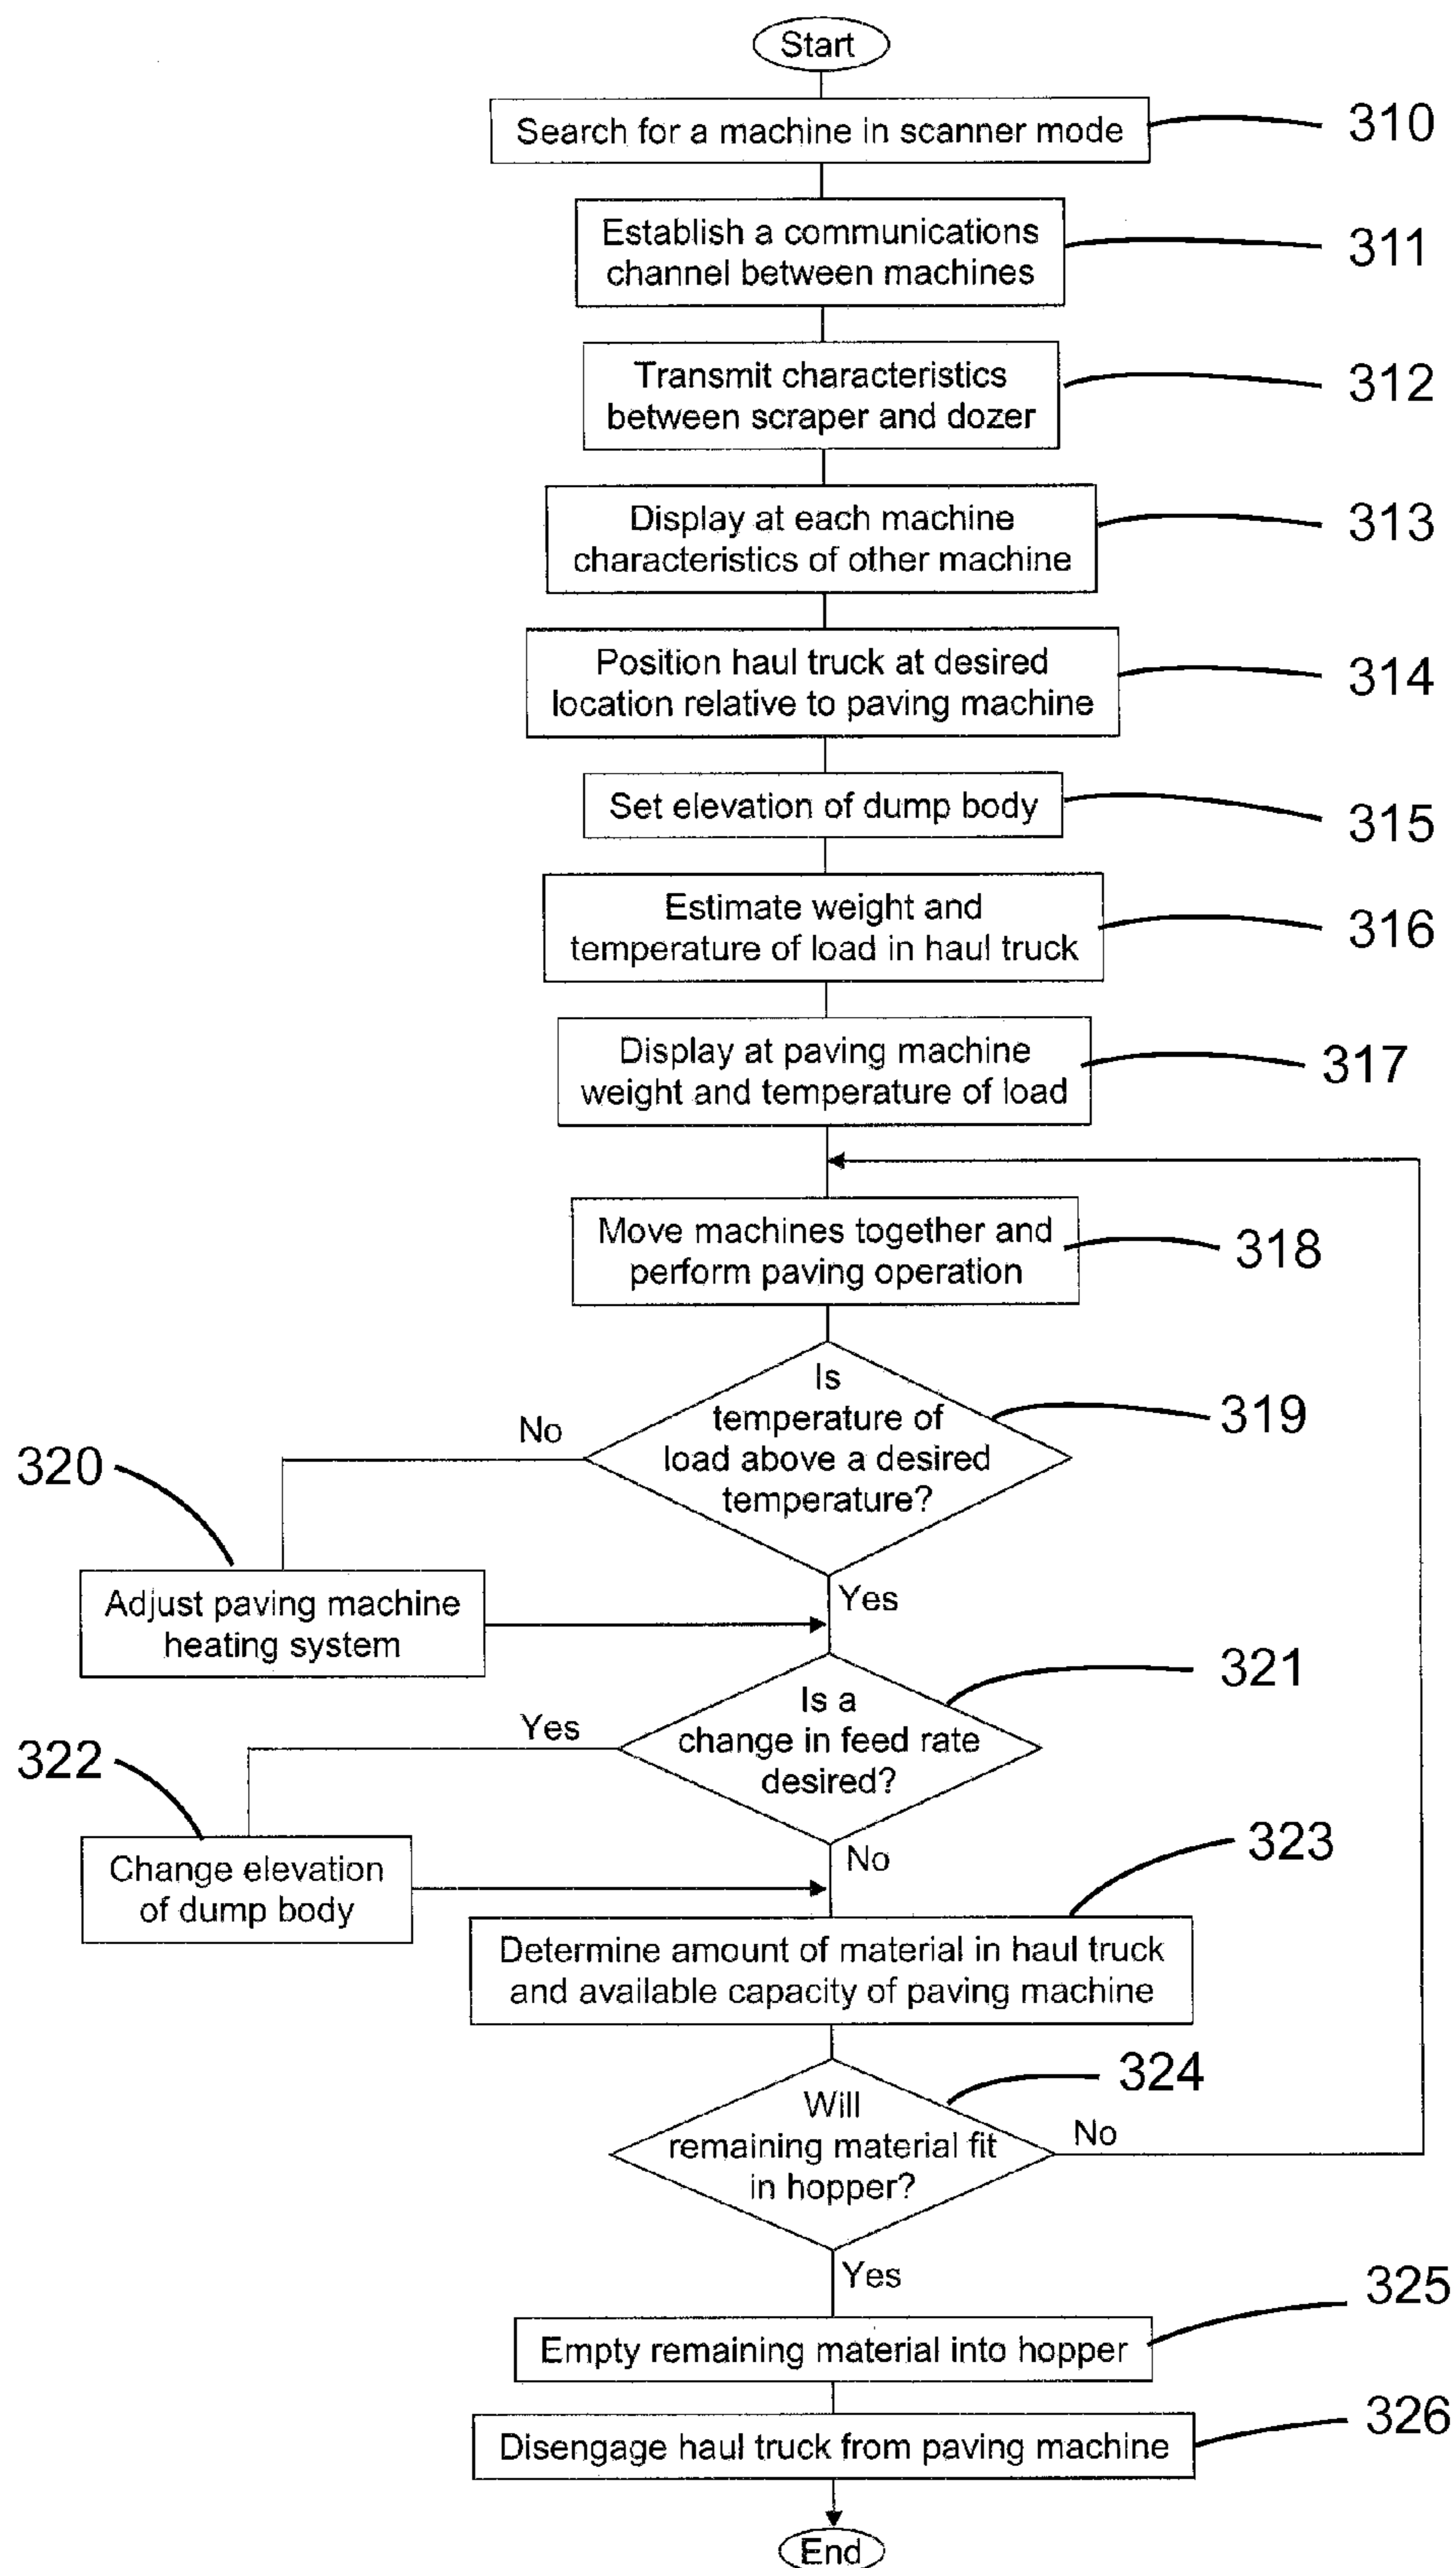 Start
Search for a machine in scanner mode
310
Establish a communications
channel between machines
311
Transmit characteristics
between scraper and dozer
312
Display at each machine
characteristics of other machine
313
Position haul truck at desired
location relative to paving machine
314
Set elevation of dump body
315
Estimate weight and
temperature of load in haul truck
316
Display at paving machine
weight and temperature of load
317
Move machines together and
perform paving operation
318
Is
temperature of
load above a desired
temperature?
319
No
320
Adjust paving machine
heating system
Yes
Is a
change in feed rate
desired?
321
Yes
322
Change elevation
of dump body
No
323
Determine amount of material in haul truck
and available capacity of paving machine
Will
remaining material fit
in hopper?
324
No
Yes
Empty remaining material into hopper
325
Disengage haul truck from paving machine
326
End